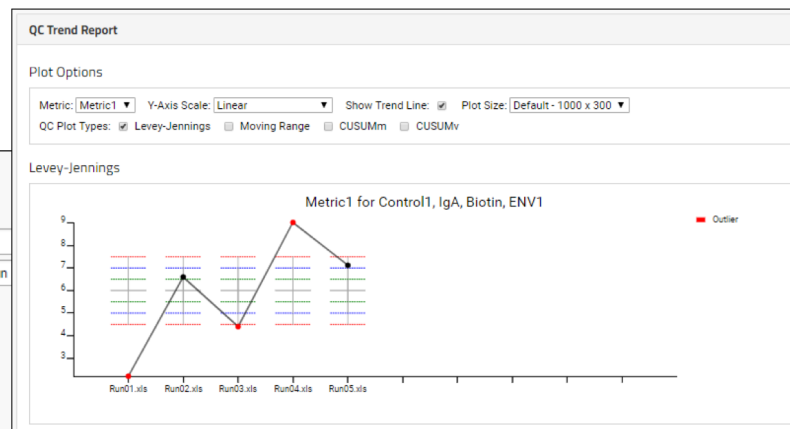 QC Trend Report
Plot Options
Metric: Metric1 Y-Axis Scale: Linear Show Trend Line: Plot Size: Default - 1000 x 300
QC Plot Types: Levey-Jennings Moving Range CUSUMm CUSUMv
Levey-Jennings
Metric1 for Control1, IgA, Biotin, ENV1
Outlier
9
8
7
n
6
5
4
3
Run01.xls Run02.xls Run03.xls Run04.xls Run05.xls